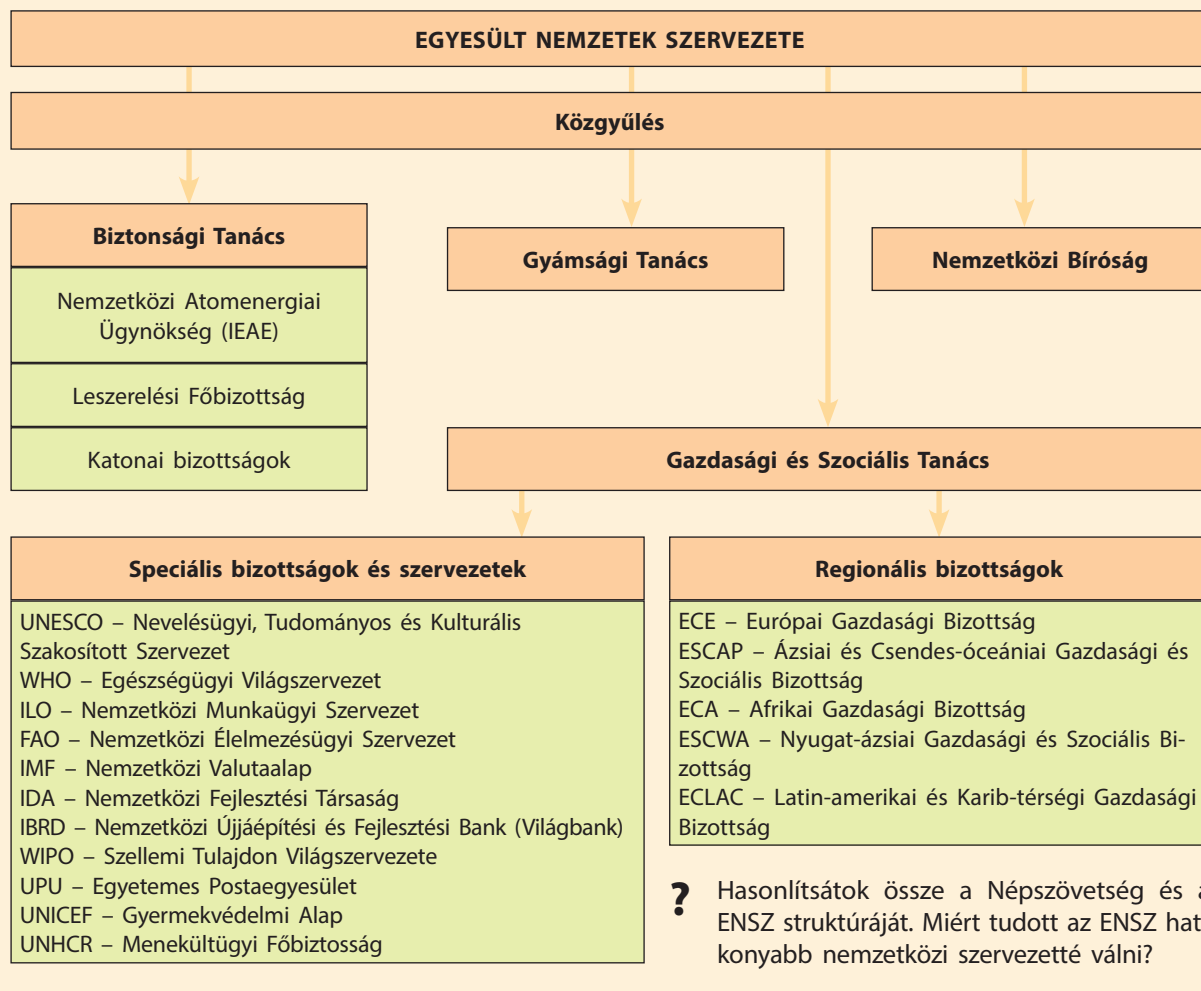 EGYESÜLT NEMZETEK SZERVEZETE
Közgyűlés
Biztonsági Tanács
Nemzetközi Atomenergiai
Ügynökség (IEAE)
Leszerelési Főbizottság
Katonai bizottságok
Gyámsági Tanács
Nemzetközi Bíróság
Gazdasági és Szociális Tanács
Speciális bizottságok és szervezetek
UNESCO – Nevelésügyi, Tudományos és Kulturális
Szakosított Szervezet
WHO – Egészségügyi Világszervezet
ILO – Nemzetközi Munkaügyi Szervezet
FAO – Nemzetközi Élelmezésügyi Szervezet
IMF – Nemzetközi Valutaalap
IDA – Nemzetközi Fejlesztési Társaság
IBRD – Nemzetközi Újjáépítési és Fejlesztési Bank (Világbank)
WIPO – Szellemi Tulajdon Világszervezete
UPU – Egyetemes Postaegyesület
UNICEF – Gyermekvédelmi Alap
UNHCR – Menekültügyi Főbiztosság
Regionális bizottságok
ECE – Európai Gazdasági Bizottság
ESCAP – Ázsiai és Csendes-óceániai Gazdasági és
Szociális Bizottság
ECA – Afrikai Gazdasági Bizottság
ESCWA – Nyugat-ázsiai Gazdasági és Szociális Bi-
zottság
ECLAC – Latin-amerikai és Karib-térségi Gazdasági
Bizottság
? Hasonlítsátok össze a Népszövetség és
ENSZ struktúráját. Miért tudott az ENSZ hat
konyabb nemzetközi szervezetté válni?